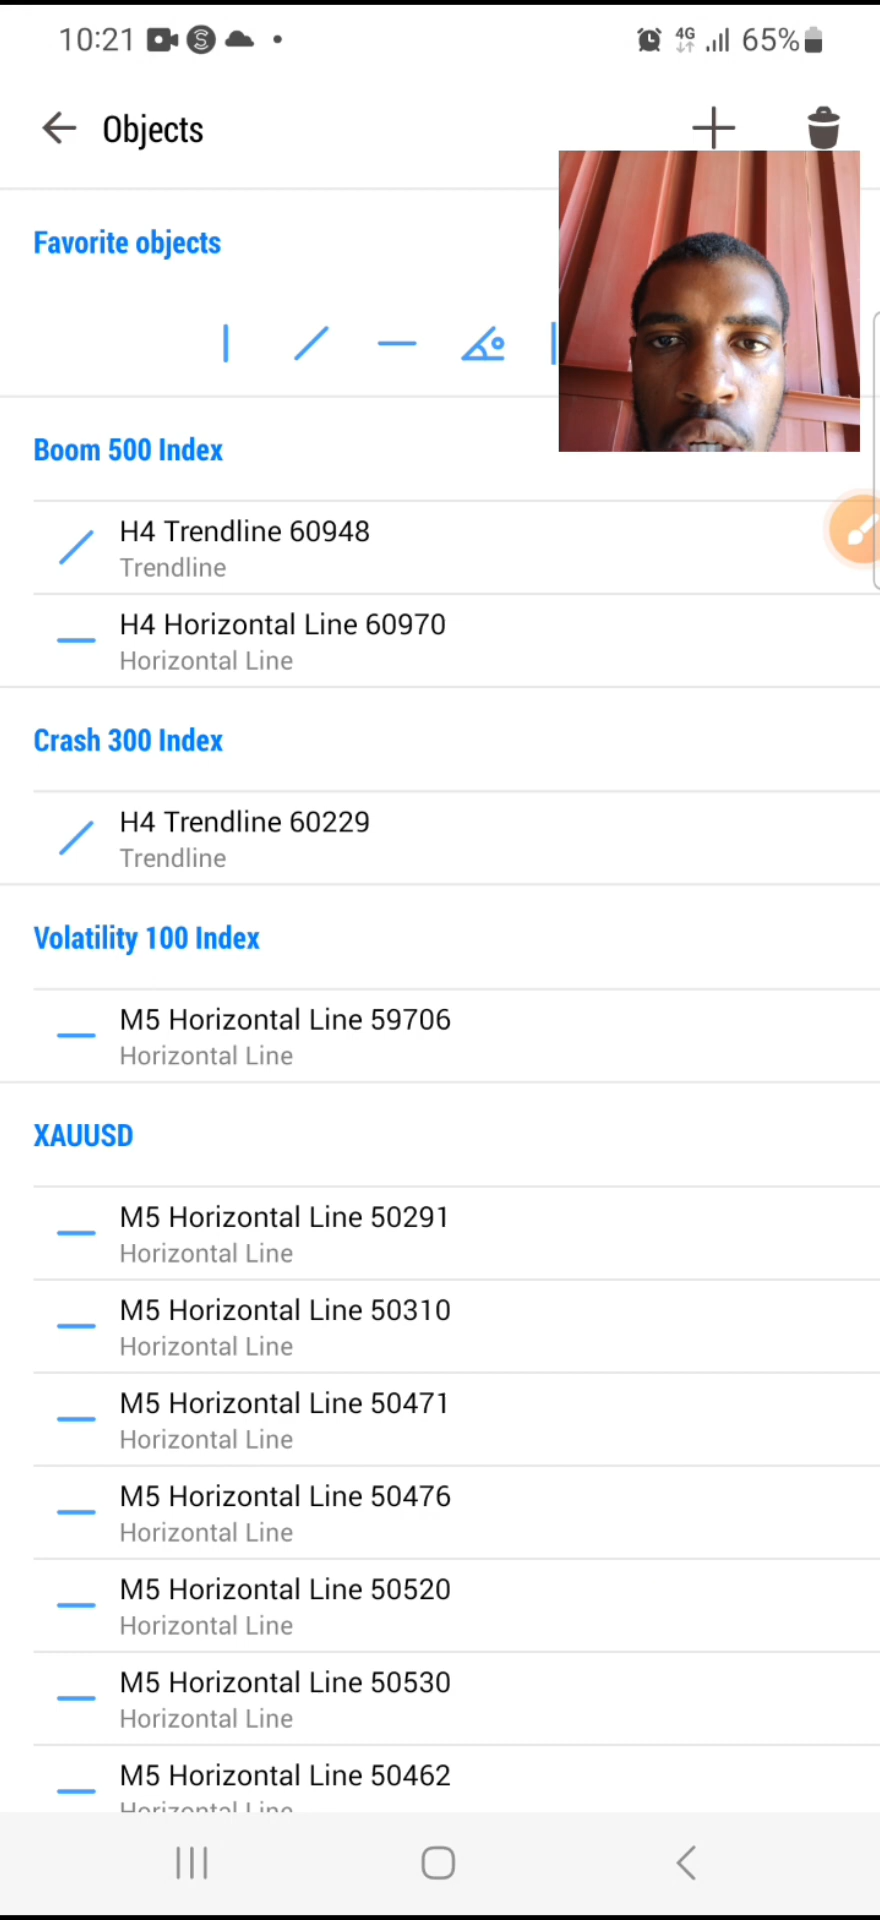 10:21
4G
65%
Objects
Favorite objects
Boom 500 Index
H4 Trendline 60948
Trendline
H4 Horizontal Line 60970
Horizontal Line
Crash 300 Index
H4 Trendline 60229
Trendline
Volatility 100 Index
M5 Horizontal Line 59706
Horizontal Line
XAUUSD
M5 Horizontal Line 50291
Horizontal Line
M5 Horizontal Line 50310
Horizontal Line
M5 Horizontal Line 50471
Horizontal Line
M5 Horizontal Line 50476
Horizontal Line
M5 Horizontal Line 50520
Horizontal Line
M5 Horizontal Line 50530
Horizontal Line
M5 Horizontal Line 50462
Horizontal Line